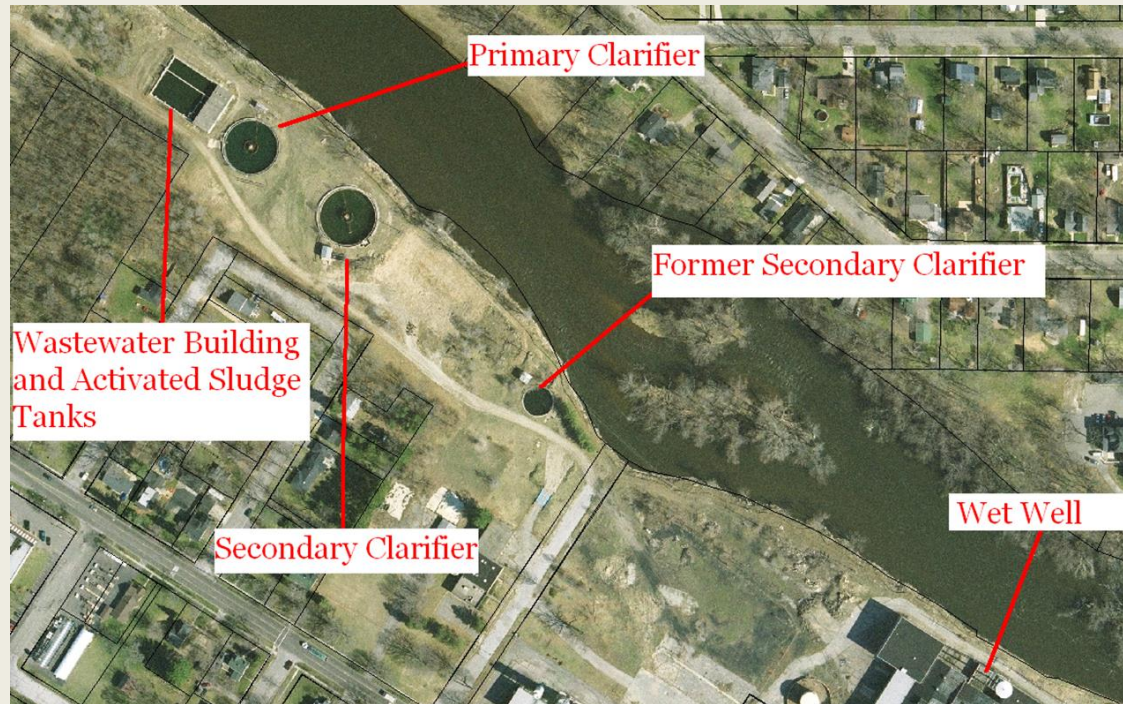 Primary Clarifier
Former Secondary Clarifier
Wastewater Building
and Activated Sludge
Tanks
Wet Well
Secondary Clarifier